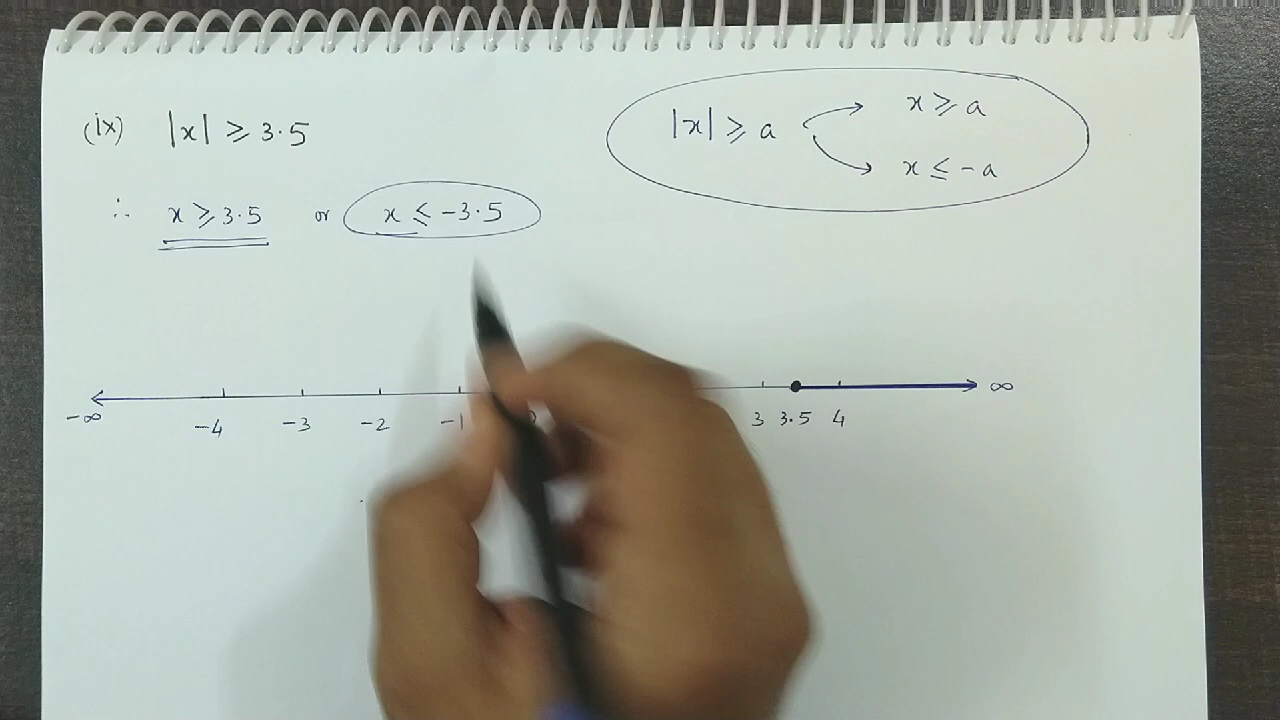 (ix) |x| ⩾ 3·5
|x| ⩾ a
x ⩾ a
x ≤ -a
∴ x ⩾ 3·5 or x ≤ -3·5
-∞ -4 -3 -2 -1 3 3·5 4 ∞